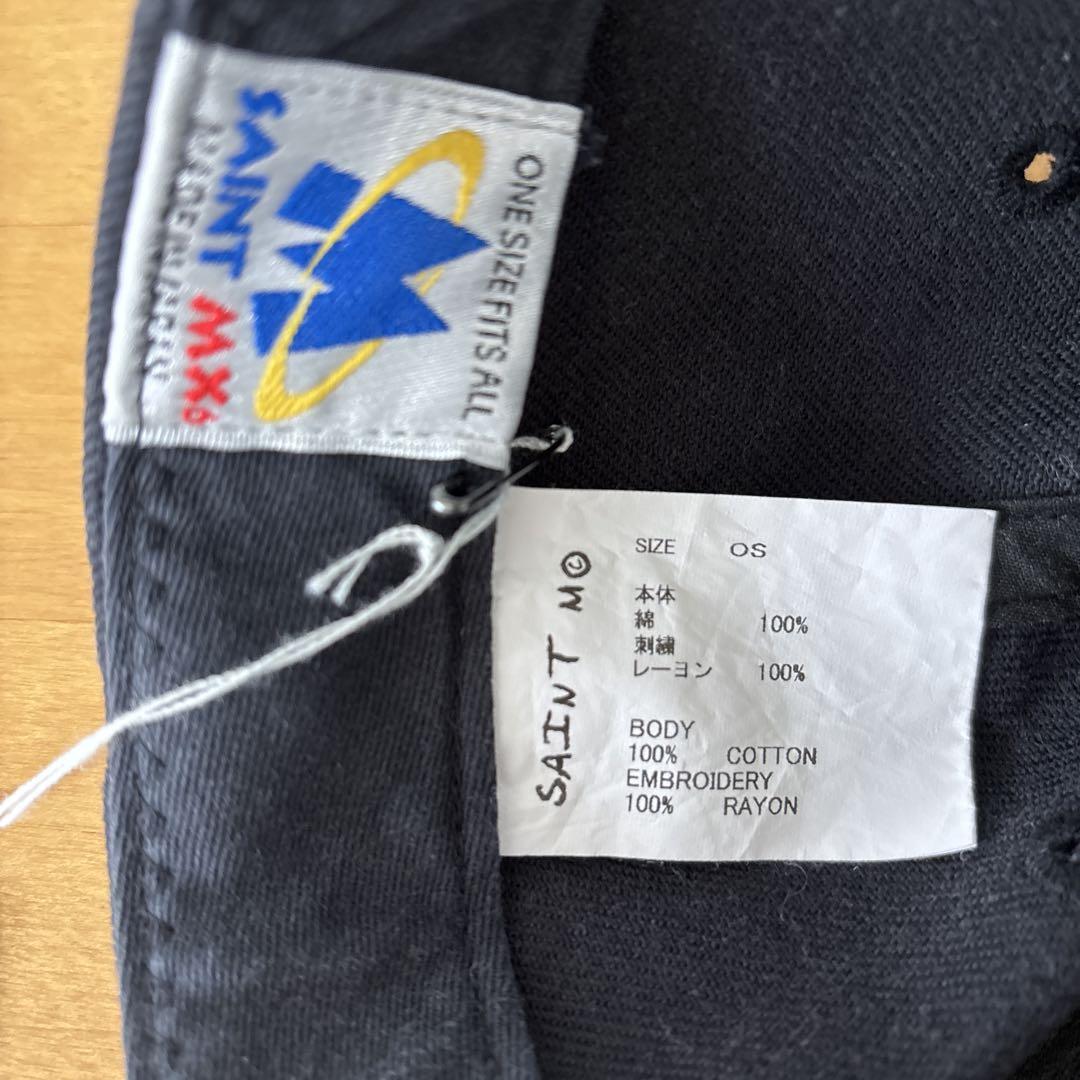 ONE SIZE FITS ALL
SAINT MX6
SAINT M©
SIZE OS
本体
綿 100%
刺繍
レーヨン 100%
BODY
100% COTTON
EMBROIDERY
100% RAYON